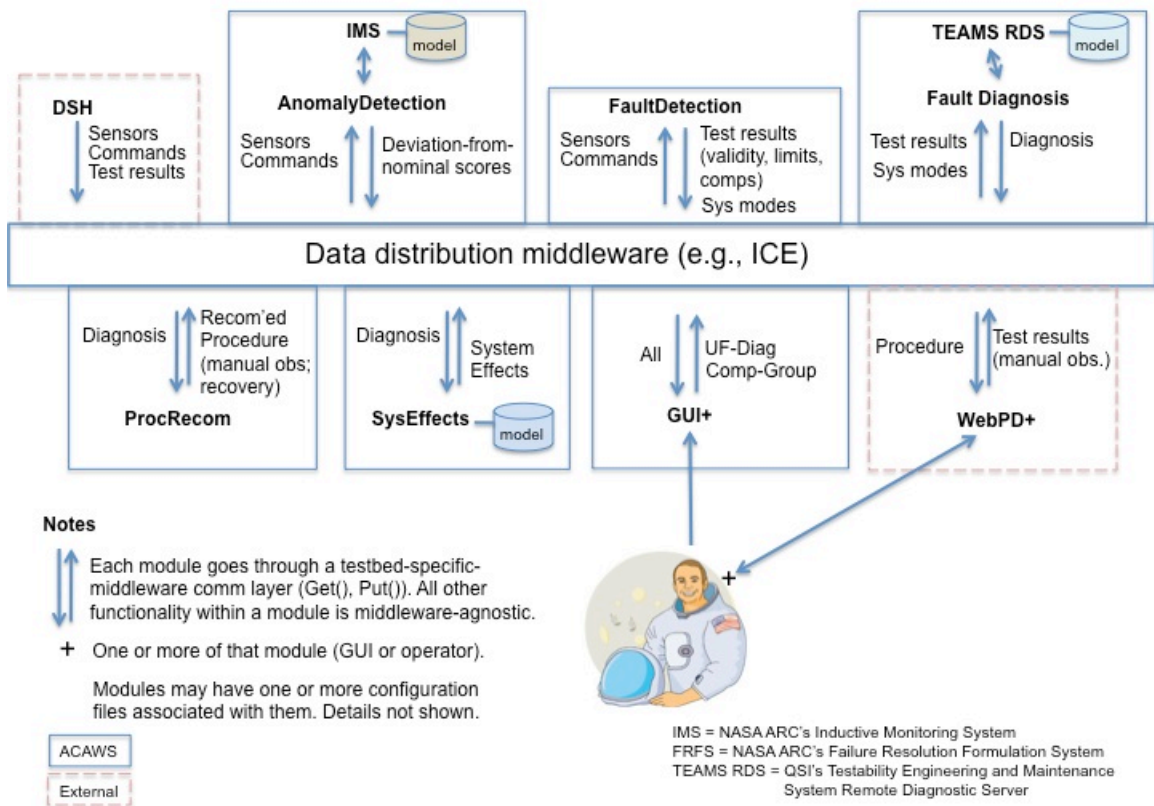 IMS
model
TEAMS RDS
model
DSH
Sensors
Commands
Test results
AnomalyDetection
Sensors
Commands
Deviation-from-
nominal scores
FaultDetection
Sensors
Commands
Test results
(validity, limits,
comps)
Sys modes
Fault Diagnosis
Test results
Sys modes
Diagnosis
Data distribution middleware (e.g., ICE)
Diagnosis
Recom'ed
Procedure
(manual obs;
recovery)
ProcRecom
Diagnosis
System
Effects
SysEffects
model
All
UF-Diag
Comp-Group
GUI+
Procedure
Test results
(manual obs.)
WebPD+
+
Notes
Each module goes through a testbed-specific-
middleware comm layer (Get(), Put()). All other
functionality within a module is middleware-agnostic.
+ One or more of that module (GUI or operator).
Modules may have one or more configuration
files associated with them. Details not shown.
ACAWS
External
IMS = NASA ARC's Inductive Monitoring System
FRFS = NASA ARC's Failure Resolution Formulation System
TEAMS RDS = QSI's Testability Engineering and Maintenance
System Remote Diagnostic Server